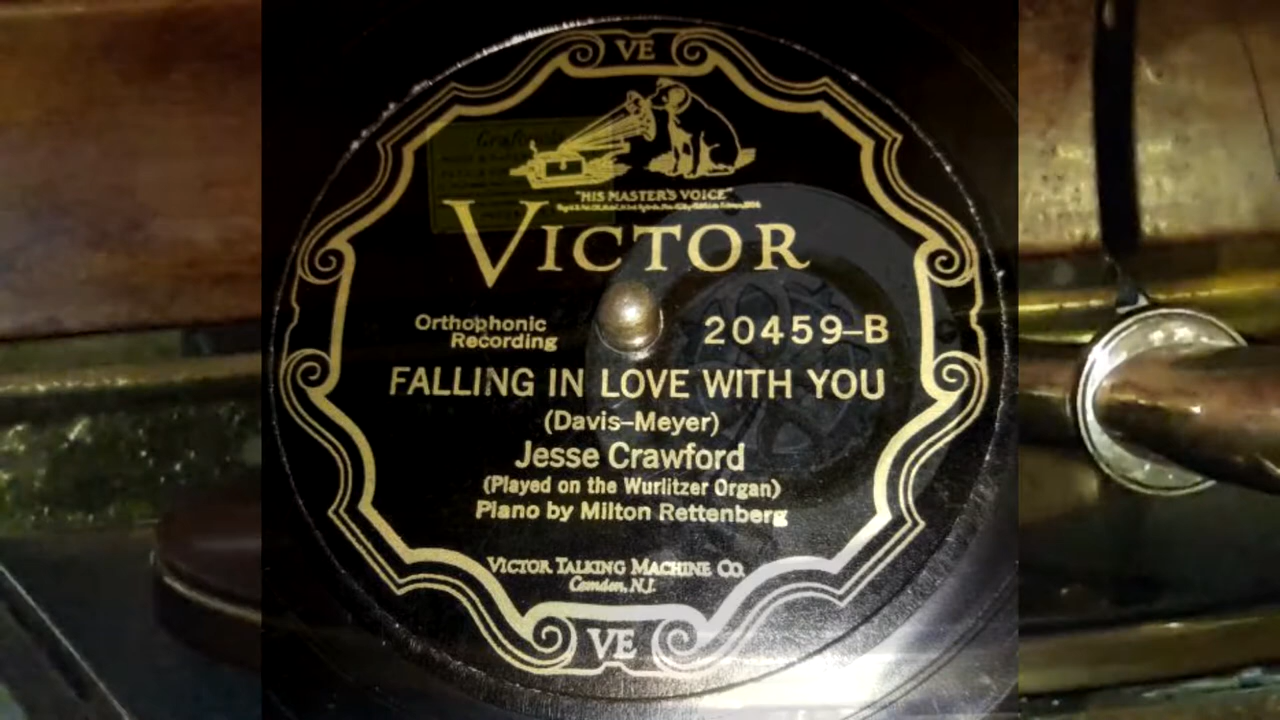 VE
"HIS MASTER'S VOICE"
VICTOR
Orthophonic
Recording
20459–B
FALLING IN LOVE WITH YOU
(Davis–Meyer)
Jesse Crawford
(Played on the Wurlitzer Organ)
Piano by Milton Rettenberg
VICTOR TALKING MACHINE CO.
Camden, N.J.
VE